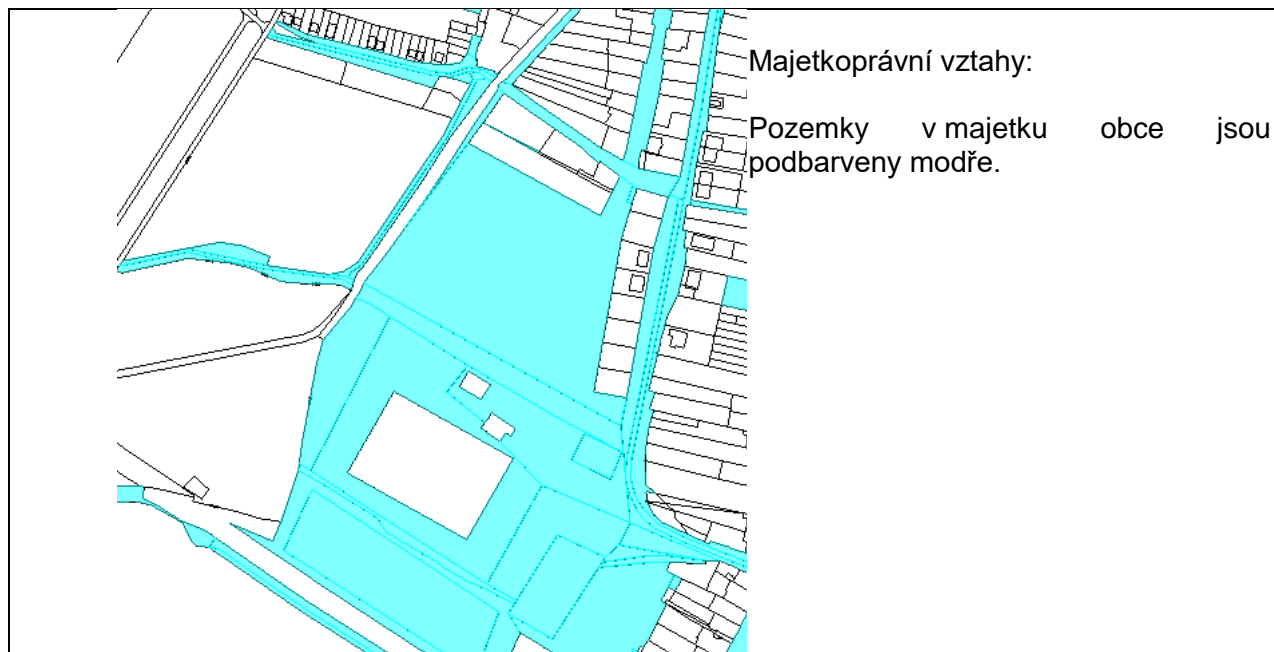 Majetkoprávní vztahy:
Pozemky v majetku obce jsou
podbarveny modře.